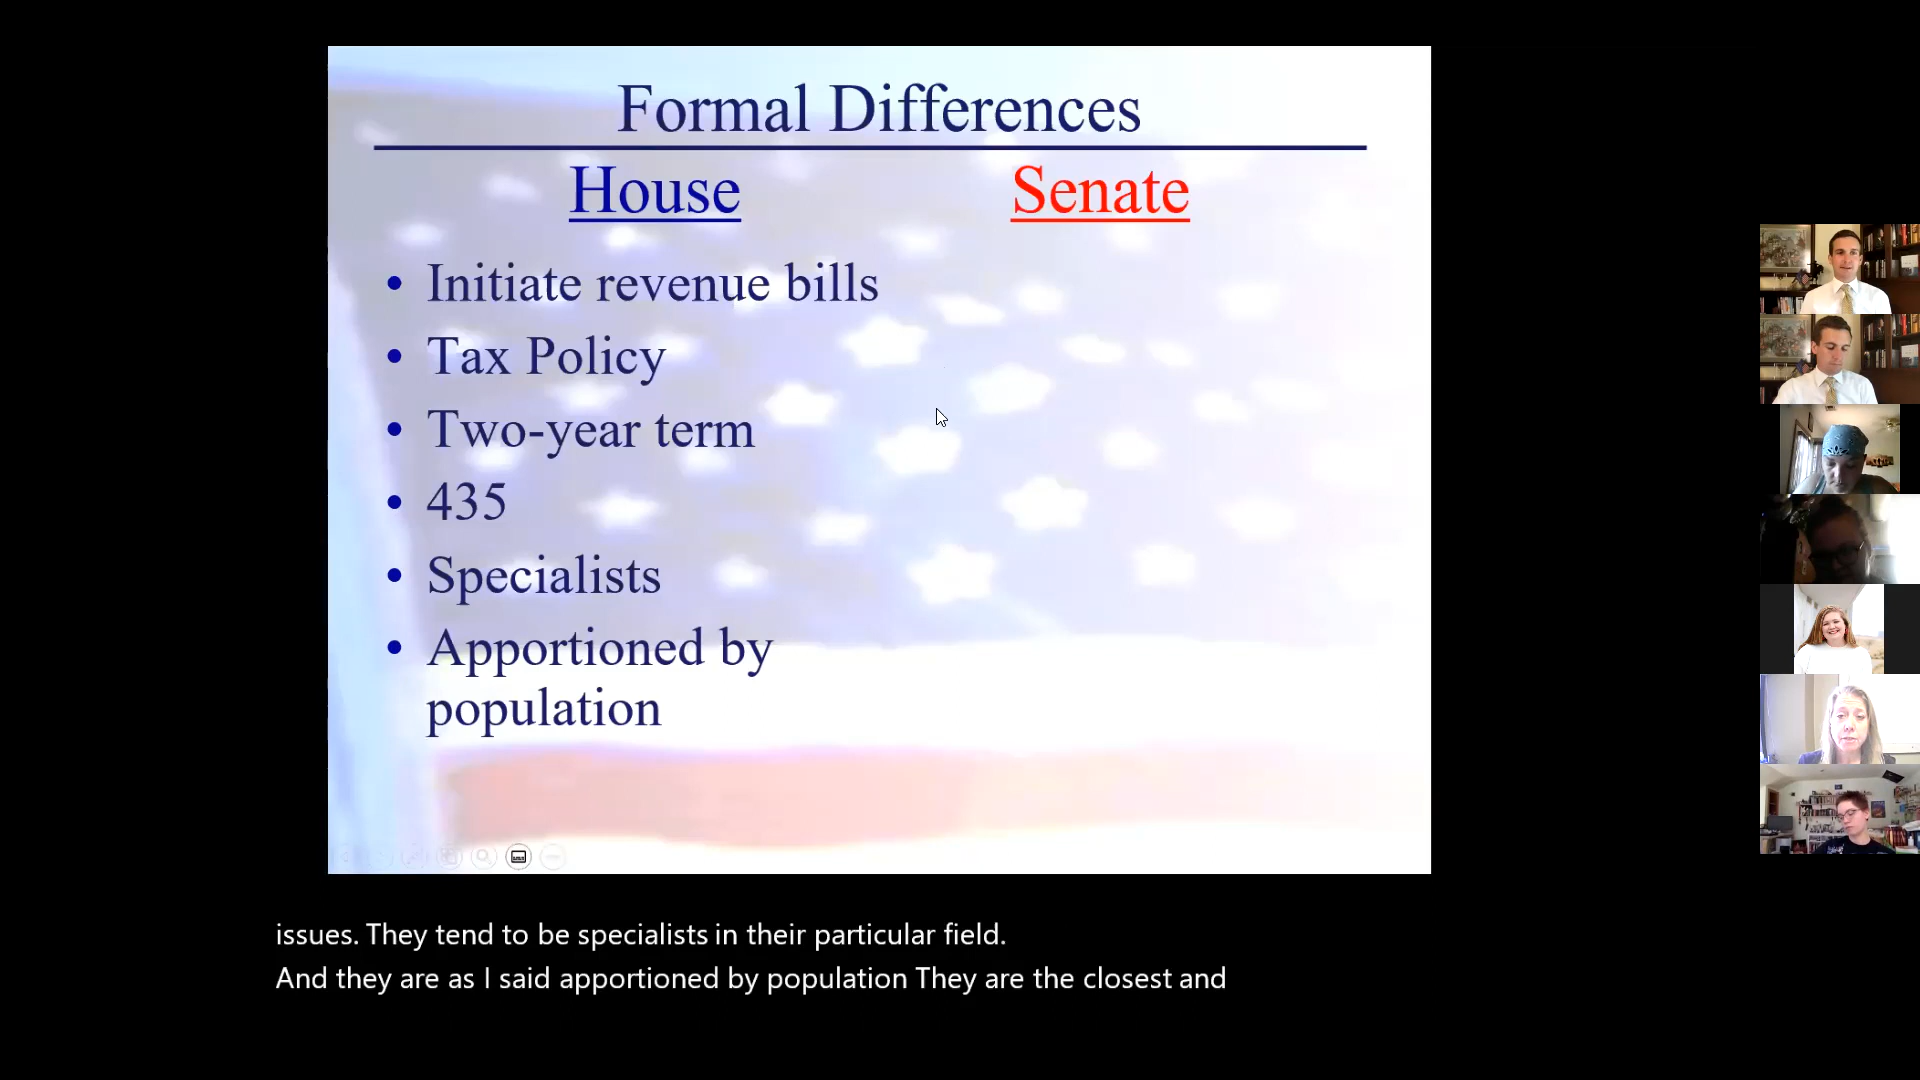 Formal Differences
House
Senate
• Initiate revenue bills
• Tax Policy
• Two-year term
• 435
• Specialists
• Apportioned by
population
issues. They tend to be specialists in their particular field.
And they are as I said apportioned by population They are the closest and